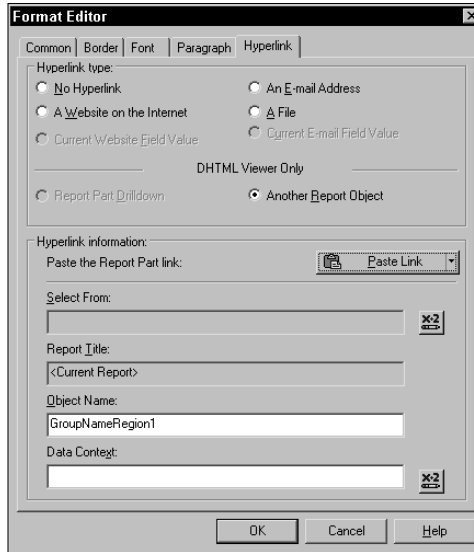 Format Editor
Common Border Font Paragraph Hyperlink
Hyperlink type:
No Hyperlink An E-mail Address
A Website on the Internet A File
Current Website Field Value Current E-mail Field Value
DHTML Viewer Only
Report Part Drilldown Another Report Object
Hyperlink information:
Paste the Report Part link: Paste Link
Select From:
x-2
Report Title:
<Current Report>
Object Name:
GroupNameRegion1
Data Context:
x-2
OK Cancel Help